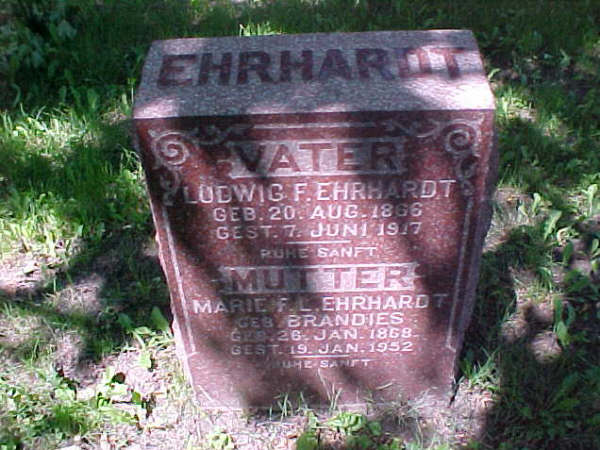 EHRHARDT
VATER
LUDWIG F. EHRHARDT
GEB. 20. AUG. 1866
GEST. 7. JUNI 1917
RUHE SANFT
MUTTER
MARIE F. L. EHRHARDT
GEB. BRANDIES
GEB. 26. JAN. 1868
GEST. 19. JAN. 1952
RUHE SANFT